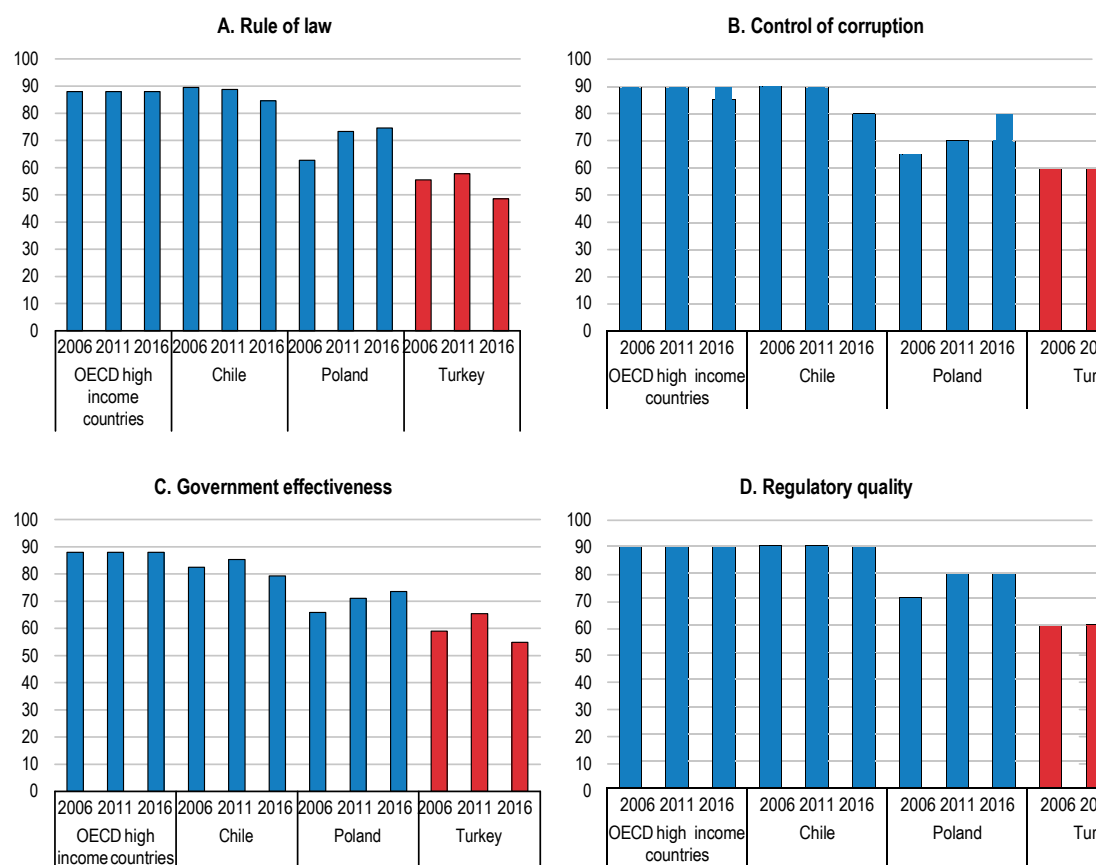 A. Rule of law
100
90
80
70
60
50
40
30
20
10
0
2006 2011 2016 2006 2011 2016 2006 2011 2016 2006 2011 2016
OECD high income countries
Chile
Poland
Turkey
B. Control of corruption
100
90
80
70
60
50
40
30
20
10
0
2006 2011 2016 2006 2011 2016 2006 2011 2016 2006
OECD high income countries
Chile
Poland
C. Government effectiveness
100
90
80
70
60
50
40
30
20
10
0
2006 2011 2016 2006 2011 2016 2006 2011 2016 2006 2011 2016
OECD high
income countries
Chile
Poland
Turkey
D. Regulatory quality
100
90
80
70
60
50
40
30
20
10
0
2006 2011 2016 2006 2011 2016 2006 2011 2016 2006
OECD high income
countries
Chile
Poland